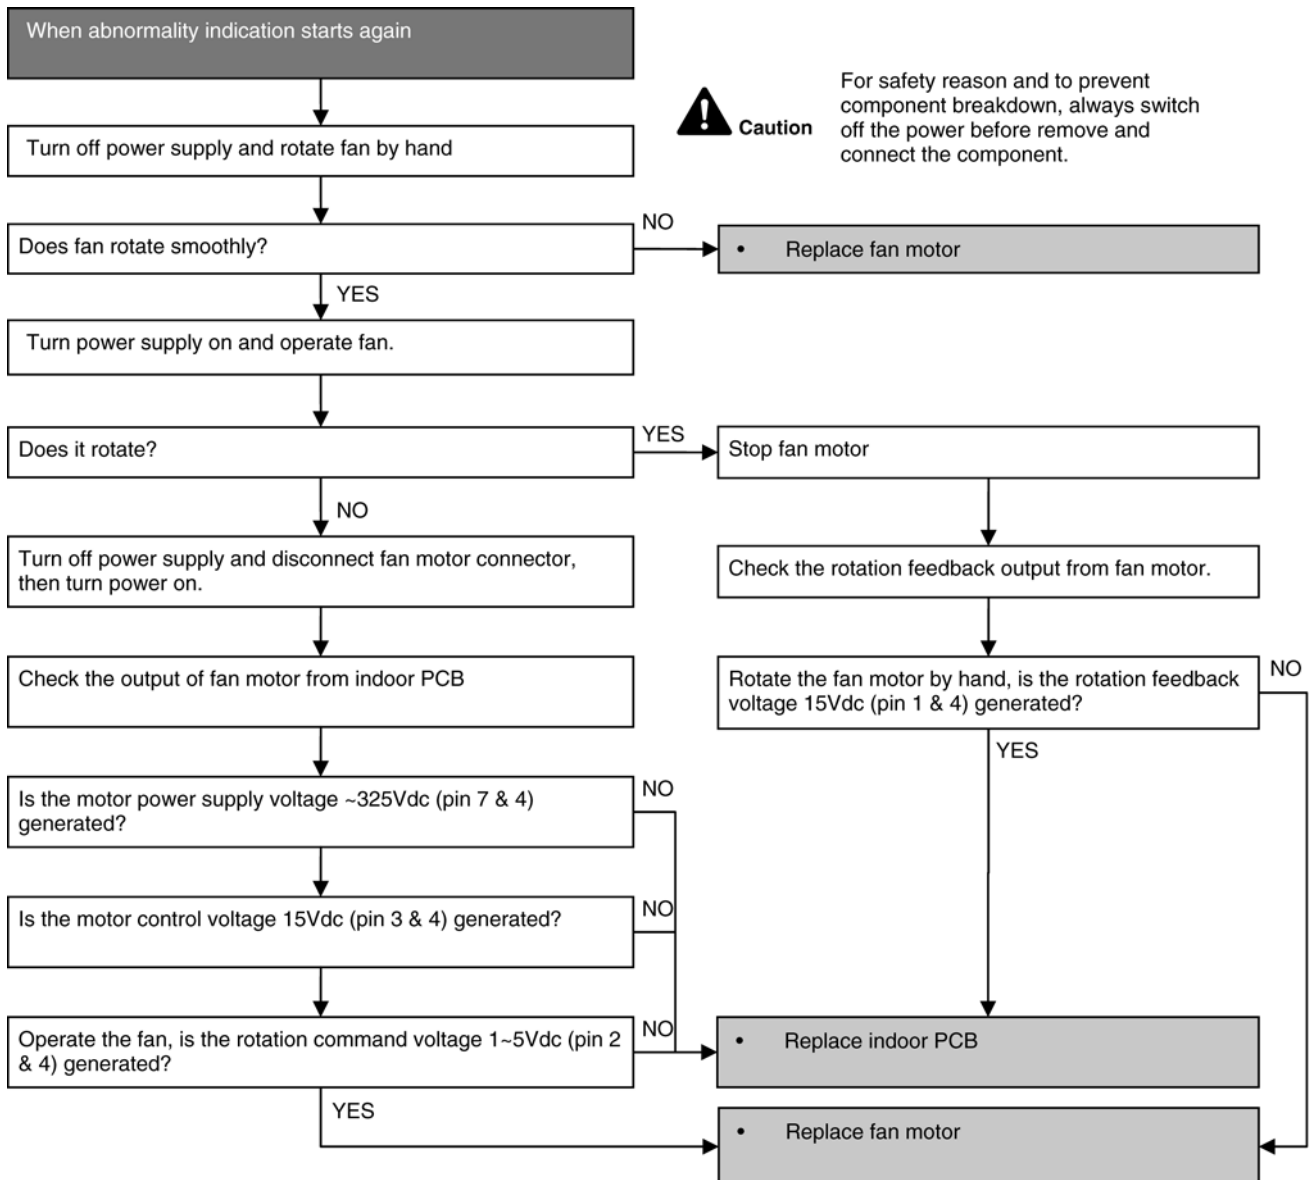 When abnormality indication starts again
Caution
For safety reason and to prevent
component breakdown, always switch
off the power before remove and
connect the component.
Turn off power supply and rotate fan by hand
Does fan rotate smoothly?
NO
• Replace fan motor
YES
Turn power supply on and operate fan.
Does it rotate?
YES
Stop fan motor
NO
Turn off power supply and disconnect fan motor connector,
then turn power on.
Check the rotation feedback output from fan motor.
Check the output of fan motor from indoor PCB
Rotate the fan motor by hand, is the rotation feedback
voltage 15Vdc (pin 1 & 4) generated?
NO
YES
Is the motor power supply voltage ~325Vdc (pin 7 & 4)
generated?
NO
Is the motor control voltage 15Vdc (pin 3 & 4) generated?
NO
Operate the fan, is the rotation command voltage 1~5Vdc (pin 2
& 4) generated?
NO
• Replace indoor PCB
YES
• Replace fan motor